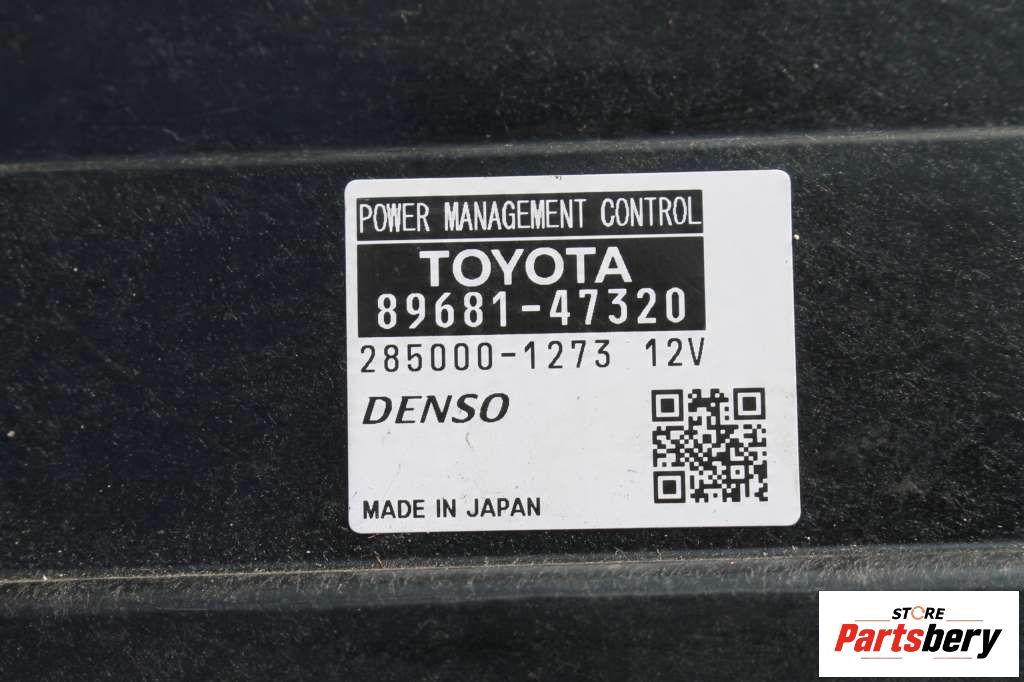 POWER MANAGEMENT CONTROL
TOYOTA
89681-47320
285000-1273 12V
DENSO
MADE IN JAPAN
STORE
Partsbery